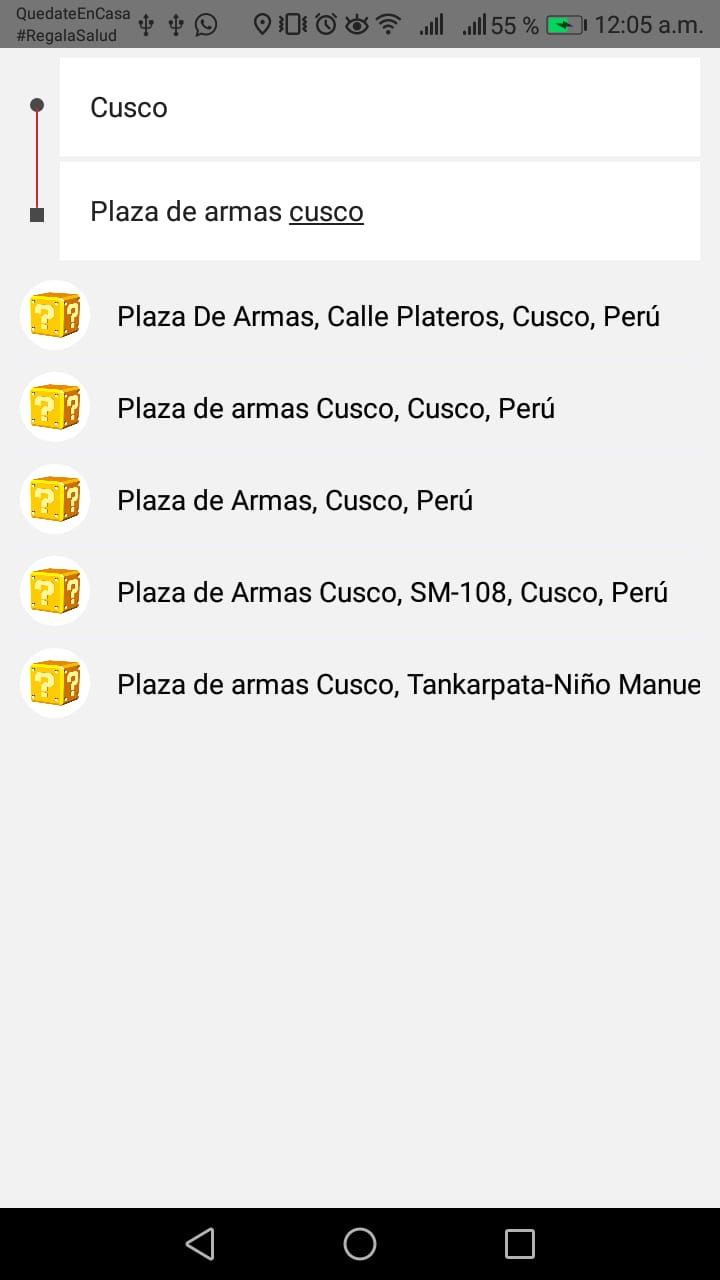 QuedateEnCasa
#RegalaSalud
55 %
12:05 a.m.
Cusco
Plaza de armas cusco
Plaza De Armas, Calle Plateros, Cusco, Perú
Plaza de armas Cusco, Cusco, Perú
Plaza de Armas, Cusco, Perú
Plaza de Armas Cusco, SM-108, Cusco, Perú
Plaza de armas Cusco, Tankarpata-Niño Manue